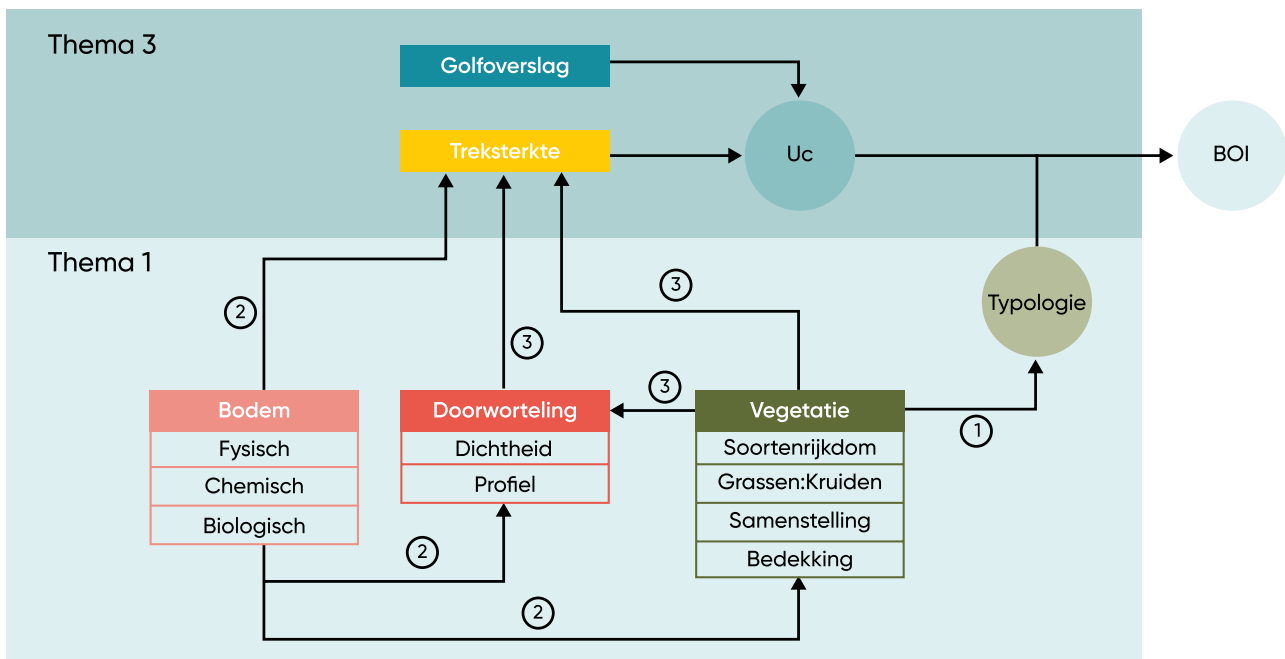 Thema 3
Golfoverslag
Treksterkte
Uc
BOI
Thema 1
Typologie
2
3
3
3
1
Bodem
Fysisch
Chemisch
Biologisch
Doorworteling
Dichtheid
Profiel
Vegetatie
Soortenrijkdom
Grassen:Kruiden
Samenstelling
Bedekking
2
2